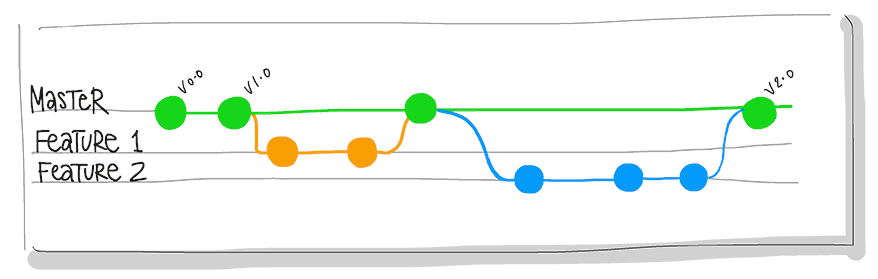 V0.0
V1.0
V2.0
MasTeR
FeaTuRe 1
FeaTuRe 2